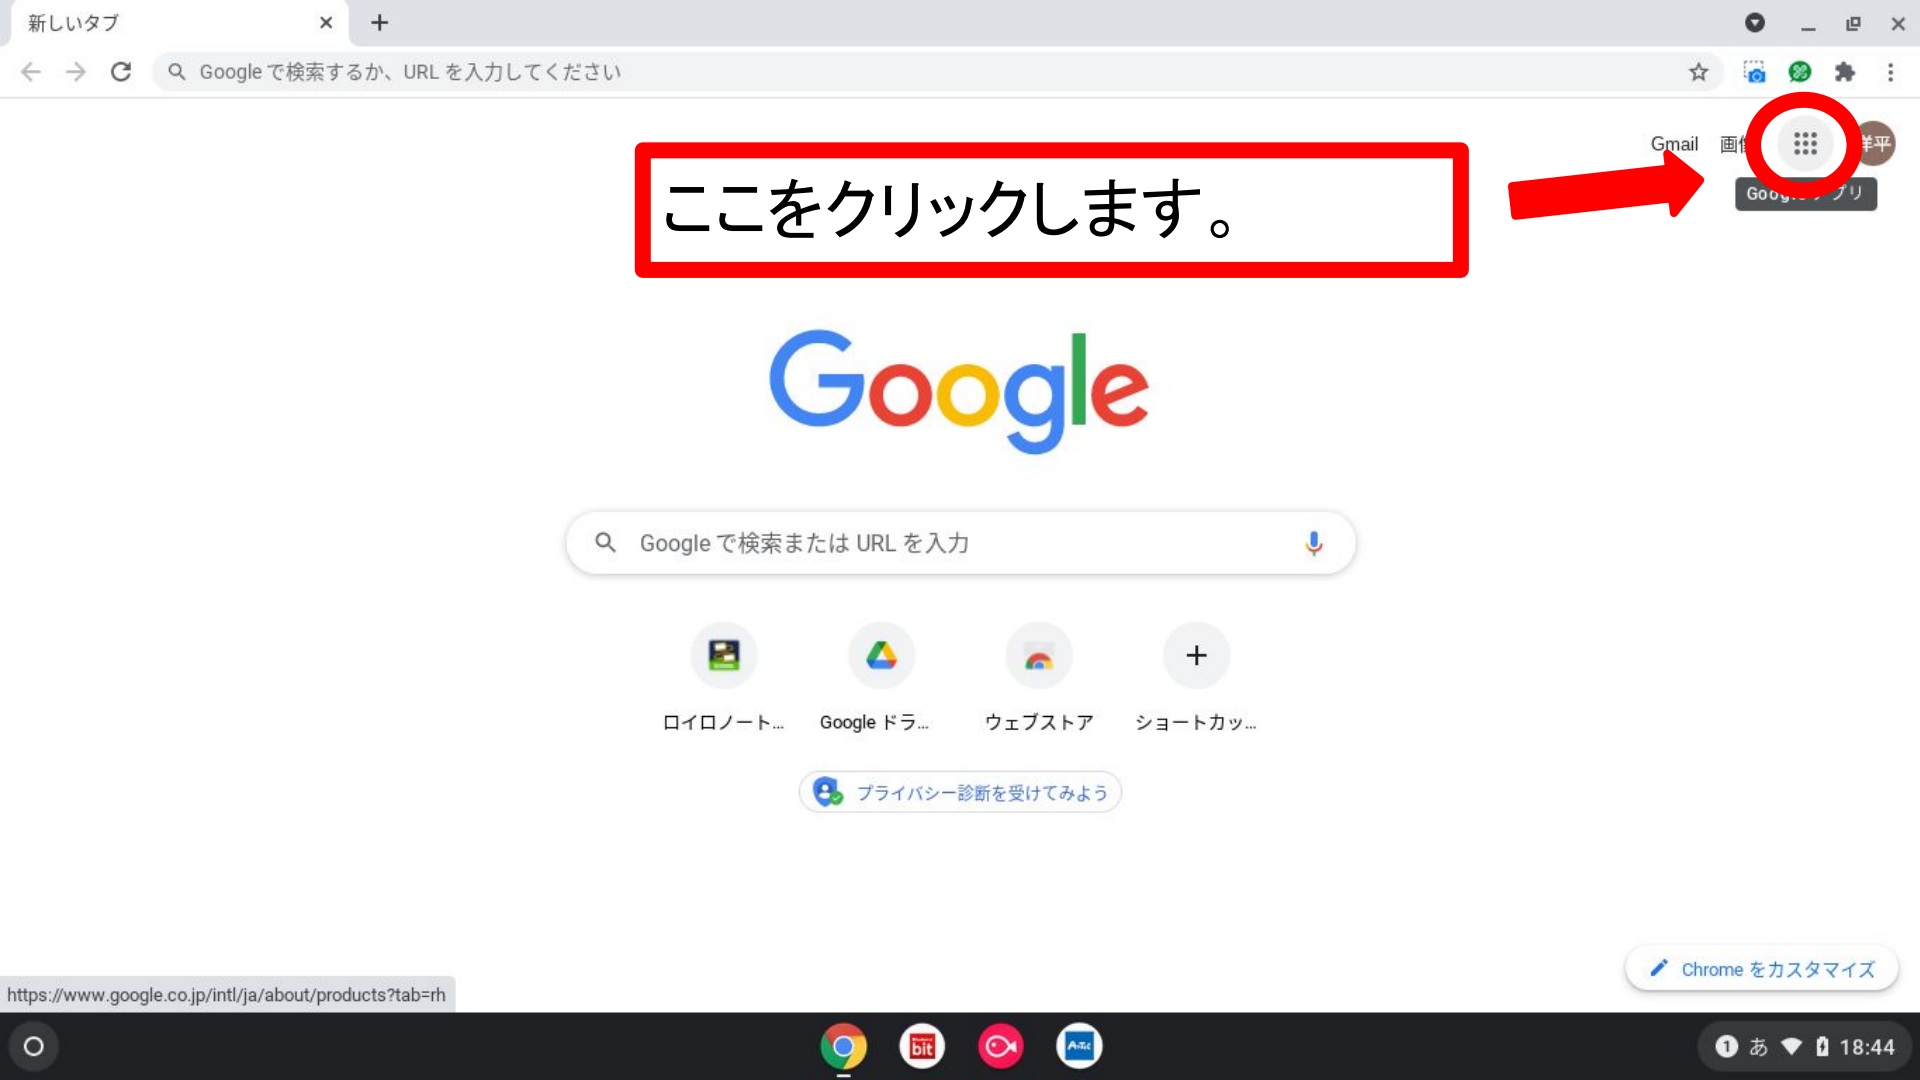 新しいタブ
Google で検索するか、URL を入力してください
Gmail
ここをクリックします。
Google
Google で検索または URL を入力
ロイロノート...
Google ドラ...
ウェブストア
ショートカッ...
プライバシー診断を受けてみよう
Chrome をカスタマイズ
https://www.google.co.jp/intl/ja/about/products?tab=rh
bit
1 あ 18:44